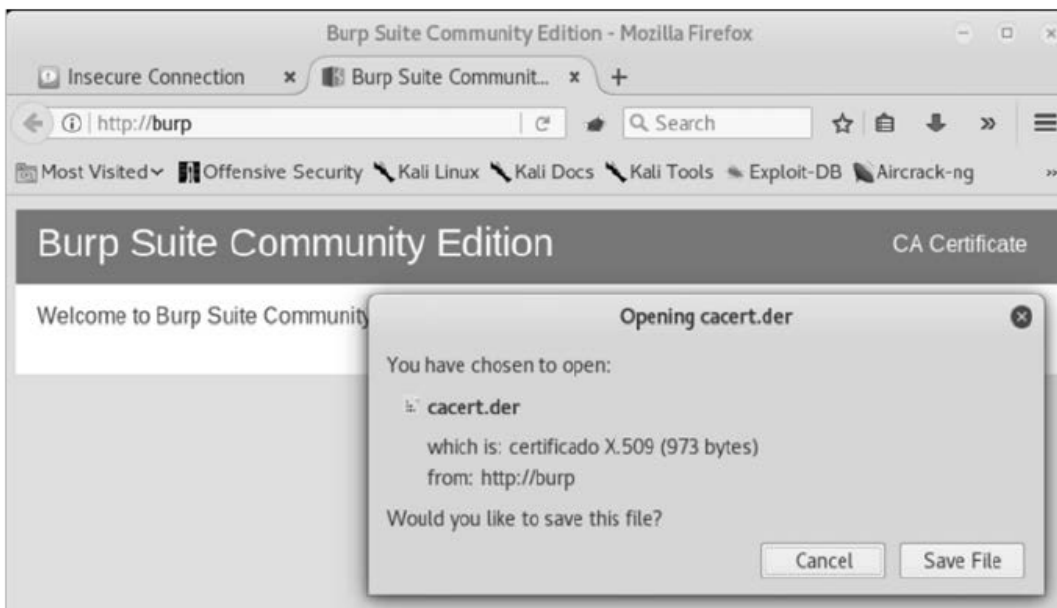 Burp Suite Community Edition - Mozilla Firefox
Insecure Connection Burp Suite Communit...
http://burp Search
Most Visited Offensive Security Kali Linux Kali Docs Kali Tools Exploit-DB Aircrack-ng
Burp Suite Community Edition CA Certificate
Welcome to Burp Suite Community
Opening cacert.der
You have chosen to open:
cacert.der
which is: certificado X.509 (973 bytes)
from: http://burp
Would you like to save this file?
Cancel Save File